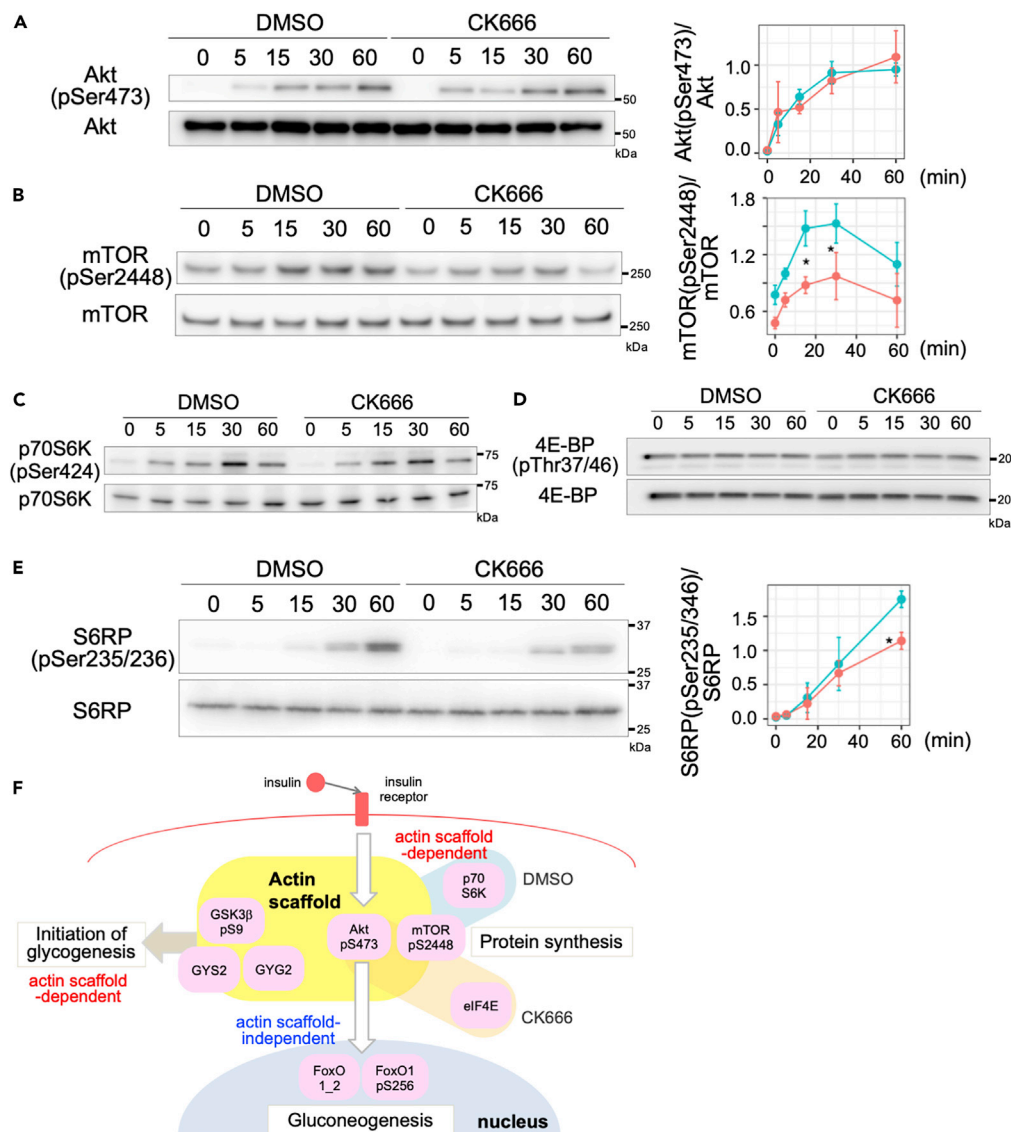 A
DMSO CK666
0 5 15 30 60 0 5 15 30 60
Akt
(pSer473)
50
Akt
50
kDa
Akt(pSer473)/
Akt
1.0
0.5
0.0
0 20 40 60 (min)
B
DMSO CK666
0 5 15 30 60 0 5 15 30 60
mTOR
(pSer2448)
250
mTOR
250
kDa
mTOR(pSer2448)/
mTOR
1.8
1.2
0.6
* *
0 20 40 60 (min)
C
DMSO CK666
0 5 15 30 60 0 5 15 30 60
p70S6K
(pSer424)
75
p70S6K
75
kDa
D
DMSO CK666
0 5 15 30 60 0 5 15 30 60
4E-BP
(pThr37/46)
20
4E-BP
20
kDa
E
DMSO CK666
0 5 15 30 60 0 5 15 30 60
S6RP
(pSer235/236)
37
25
S6RP
37
25
kDa
S6RP(pSer235/346)/
S6RP
1.5
1.0
0.5
0.0
*
0 20 40 60 (min)
F
insulin
insulin
receptor
actin scaffold
-dependent
Actin
scaffold
p70
S6K
DMSO
GSK3β
pS9
Akt
pS473
mTOR
pS2448
Protein synthesis
Initiation of
glycogenesis
GYS2
GYG2
actin scaffold
-dependent
eIF4E
CK666
actin scaffold-
independent
FoxO
1_2
FoxO1
pS256
Gluconeogenesis
nucleus